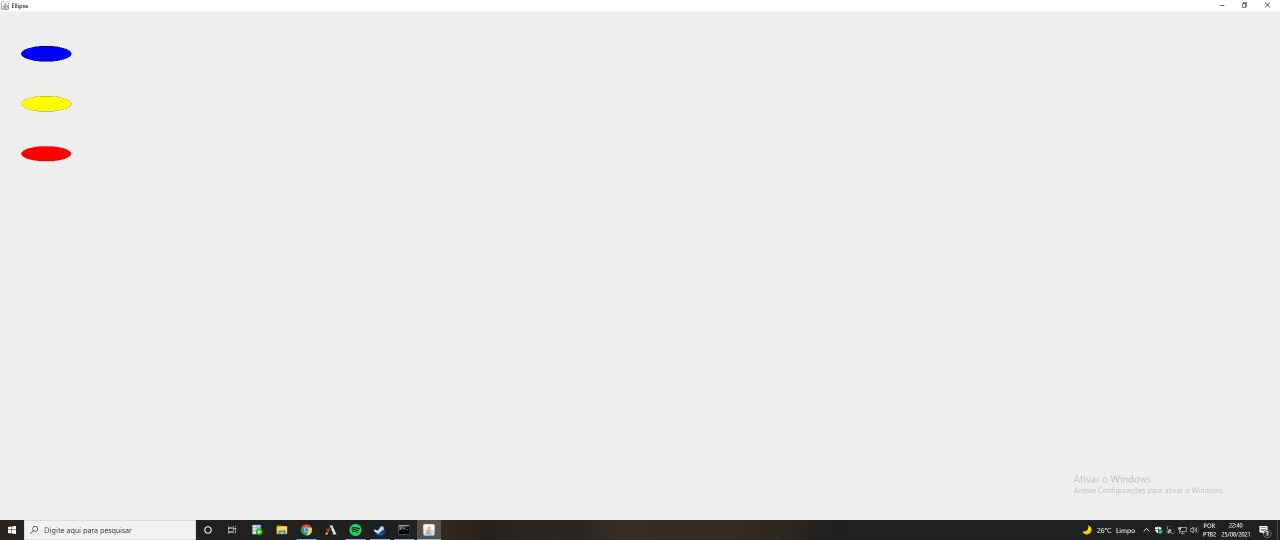 Ellipse
Ativar o Windows
Acesse Configurações para ativar o Windows.
Digite aqui para pesquisar
26°C Limpo
POR
PTB2
22:40
25/08/2021